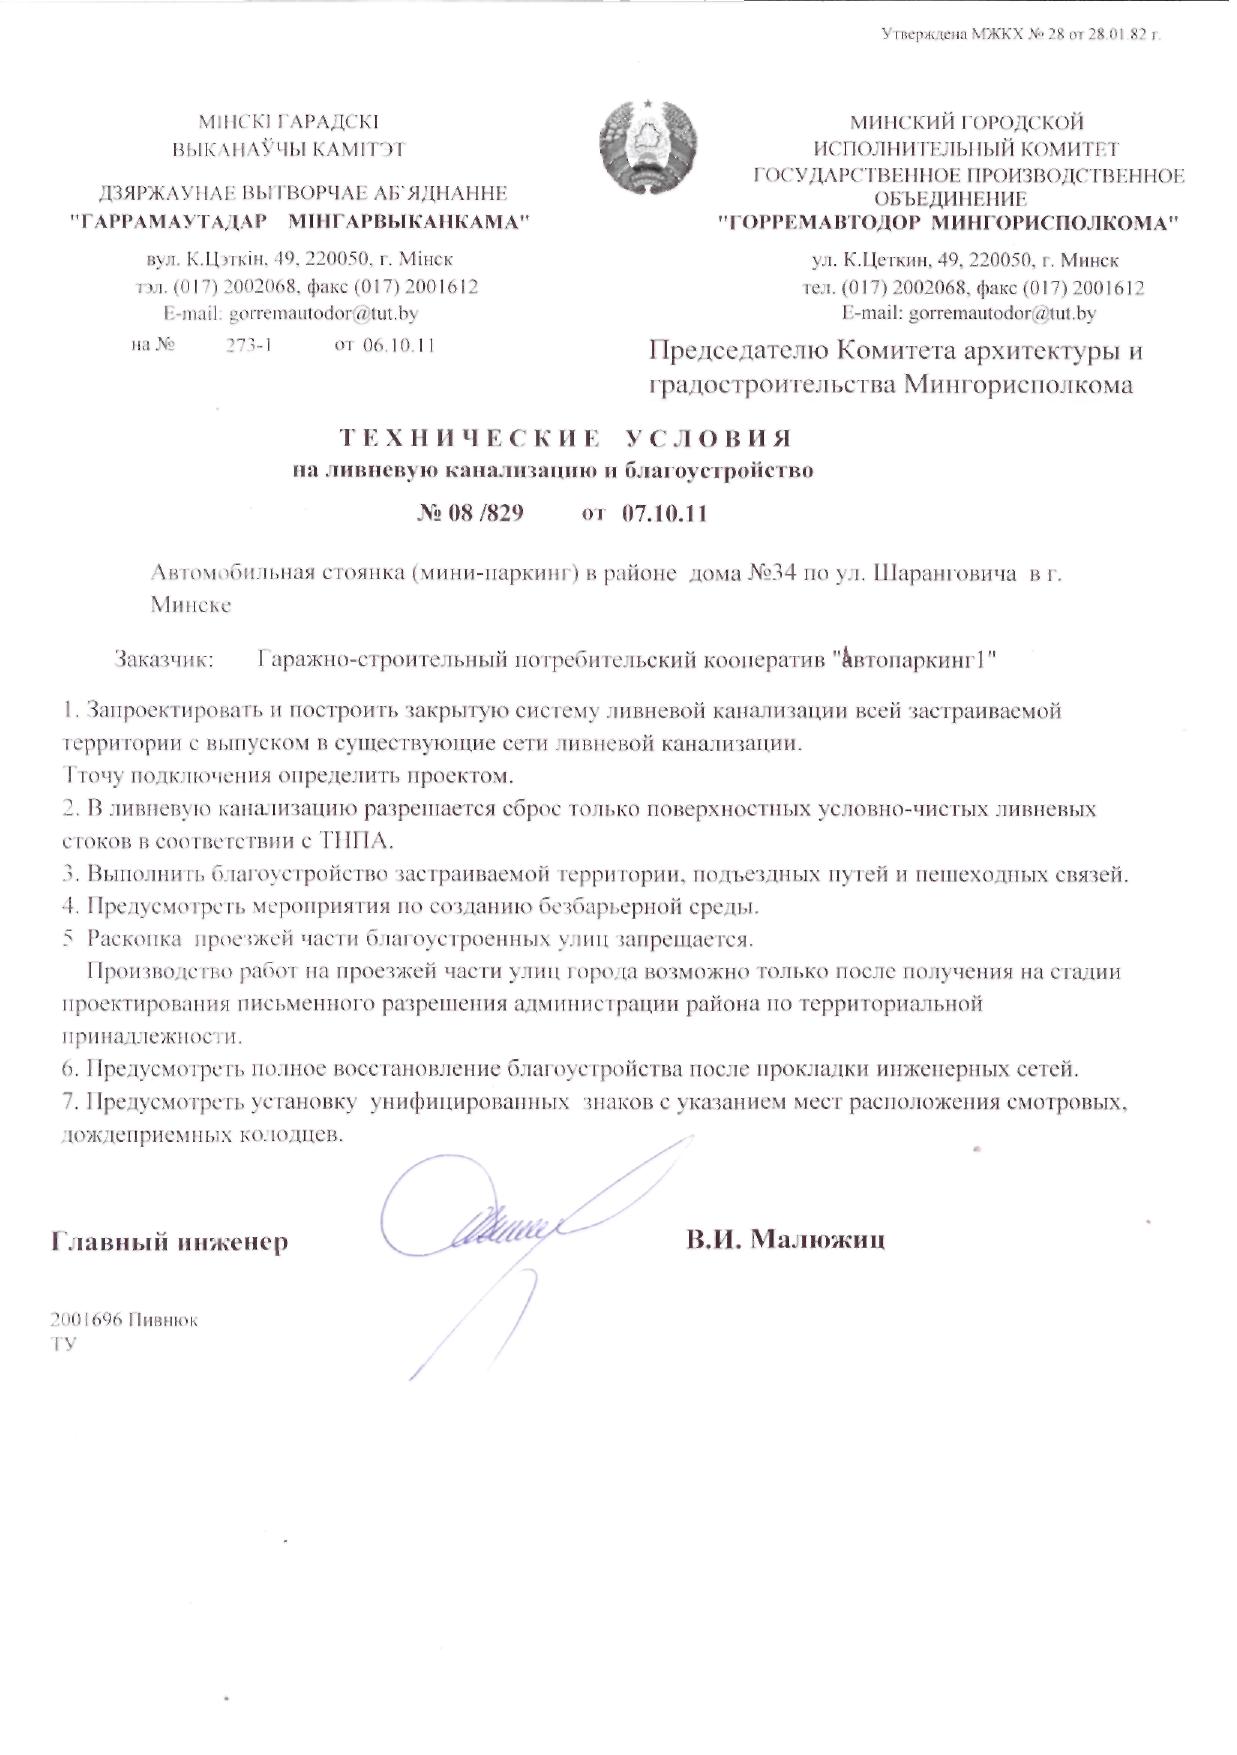 Утверждена МЖКХ № 28 от 28.01.82 г.
МІНСКІ ГАРАДСКІ
ВЫКАНАЎЧЫ КАМІТЭТ
ДЗЯРЖАУНАЕ ВЫТВОРЧАЕ АБ`ЯДНАННЕ
"ГАРРАМАУТАДАР МІНГАРВЫКАНКАМА"
вул. К.Цэткін, 49, 220050, г. Мінск
тэл. (017) 2002068, факс (017) 2001612
E-mail: gorremautodor@tut.by
на № 273-1 от 06.10.11
МИНСКИЙ ГОРОДСКОЙ
ИСПОЛНИТЕЛЬНЫЙ КОМИТЕТ
ГОСУДАРСТВЕННОЕ ПРОИЗВОДСТВЕННОЕ
ОБЪЕДИНЕНИЕ
"ГОРРЕМАВТОДОР МИНГОРИСПОЛКОМА"
ул. К.Цеткин, 49, 220050, г. Минск
тел. (017) 2002068, факс (017) 2001612
E-mail: gorremautodor@tut.by
Председателю Комитета архитектуры и
градостроительства Мингорисполкома
ТЕХНИЧЕСКИЕ УСЛОВИЯ
на ливневую канализацию и благоустройство
№ 08 /829 от 07.10.11
Автомобильная стоянка (мини-паркинг) в районе дома №34 по ул. Шаранговича в г.
Минске
Заказчик: Гаражно-строительный потребительский кооператив "Автопаркинг1"
1. Запроектировать и построить закрытую систему ливневой канализации всей застраиваемой
территории с выпуском в существующие сети ливневой канализации.
Тточу подключения определить проектом.
2. В ливневую канализацию разрешается сброс только поверхностных условно-чистых ливневых
стоков в соответствии с ТНПА.
3. Выполнить благоустройство застраиваемой территории, подъездных путей и пешеходных связей.
4. Предусмотреть мероприятия по созданию безбарьерной среды.
5 Раскопка проезжей части благоустроенных улиц запрещается.
Производство работ на проезжей части улиц города возможно только после получения на стадии
проектирования письменного разрешения администрации района по территориальной
принадлежности.
6. Предусмотреть полное восстановление благоустройства после прокладки инженерных сетей.
7. Предусмотреть установку унифицированных знаков с указанием мест расположения смотровых,
дождеприемных колодцев.
Главный инженер В.И. Малюжиц
2001696 Пивнюк
ТУ